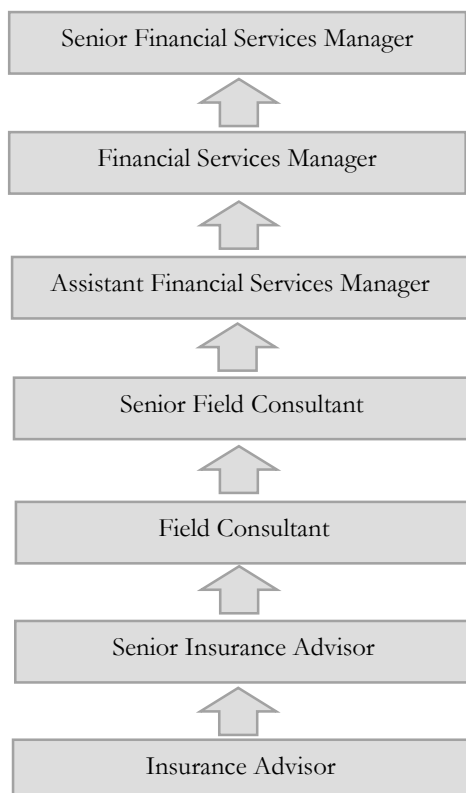 Senior Financial Services Manager
Financial Services Manager
Assistant Financial Services Manager
Senior Field Consultant
Field Consultant
Senior Insurance Advisor
Insurance Advisor